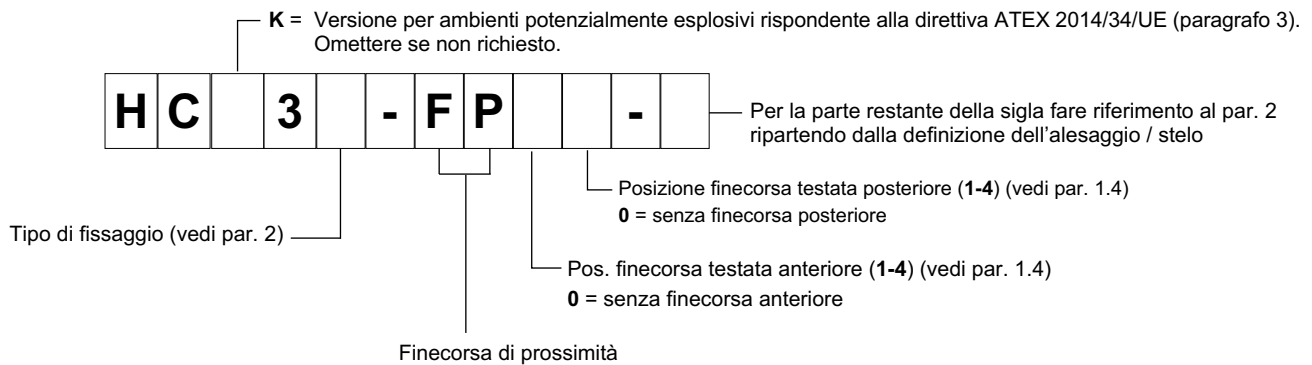 K = Versione per ambienti potenzialmente esplosivi rispondente alla direttiva ATEX 2014/34/UE (paragrafo 3).
Omettere se non richiesto.
H C 3 - F P -
Per la parte restante della sigla fare riferimento al par. 2
ripartendo dalla definizione dell'alesaggio / stelo
Posizione finecorsa testata posteriore (1-4) (vedi par. 1.4)
0 = senza finecorsa posteriore
Tipo di fissaggio (vedi par. 2)
Pos. finecorsa testata anteriore (1-4) (vedi par. 1.4)
0 = senza finecorsa anteriore
Finecorsa di prossimità